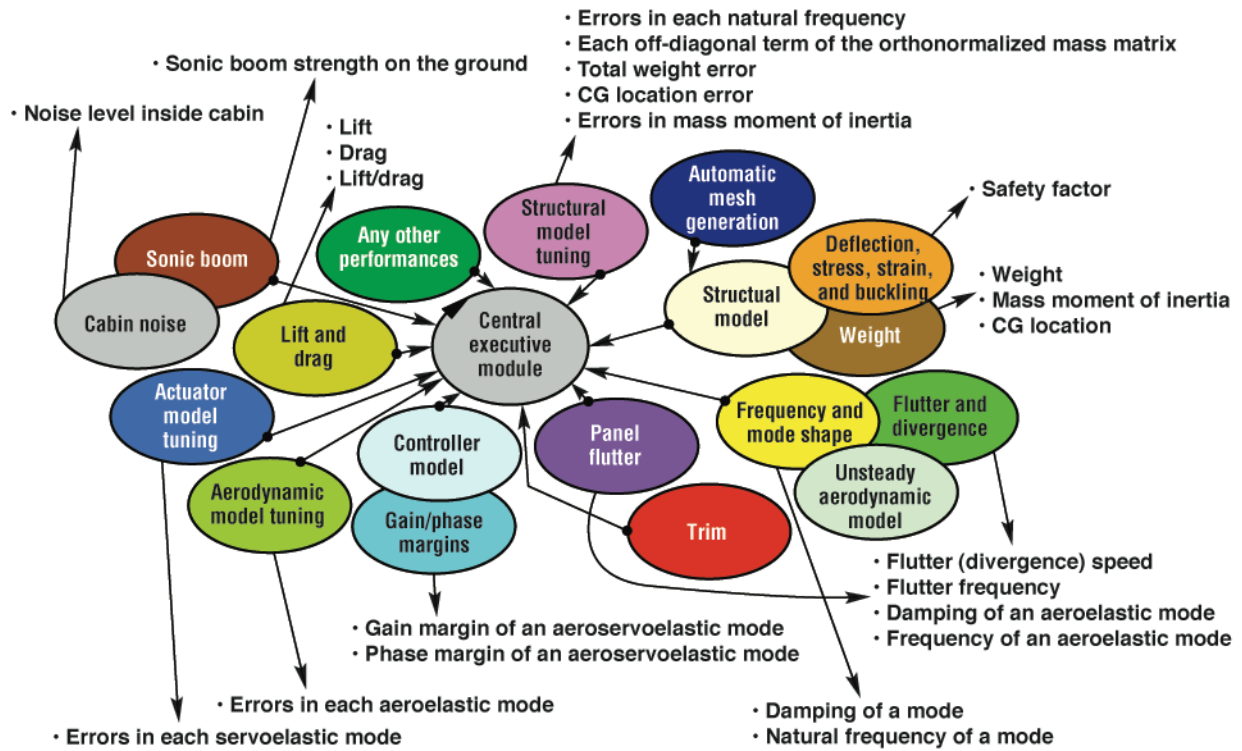 · Errors in each natural frequency
· Each off-diagonal term of the orthonormalized mass matrix
· Total weight error
· CG location error
· Errors in mass moment of inertia
· Sonic boom strength on the ground
· Noise level inside cabin
· Lift
· Drag
· Lift/drag
Automatic
mesh
generation
· Safety factor
Structural
model
tuning
Any other
performances
Sonic boom
Deflection,
stress, strain,
and buckling
· Weight
· Mass moment of inertia
· CG location
Cabin noise
Lift and
drag
Central
executive
module
Structual
model
Weight
Actuator
model
tuning
Controller
model
Panel
flutter
Frequency and
mode shape
Flutter and
divergence
Aerodynamic
model tuning
Gain/phase
margins
Trim
Unsteady
aerodynamic
model
· Flutter (divergence) speed
· Flutter frequency
· Damping of an aeroelastic mode
· Frequency of an aeroelastic mode
· Gain margin of an aeroservoelastic mode
· Phase margin of an aeroservoelastic mode
· Errors in each aeroelastic mode
· Errors in each servoelastic mode
· Damping of a mode
· Natural frequency of a mode